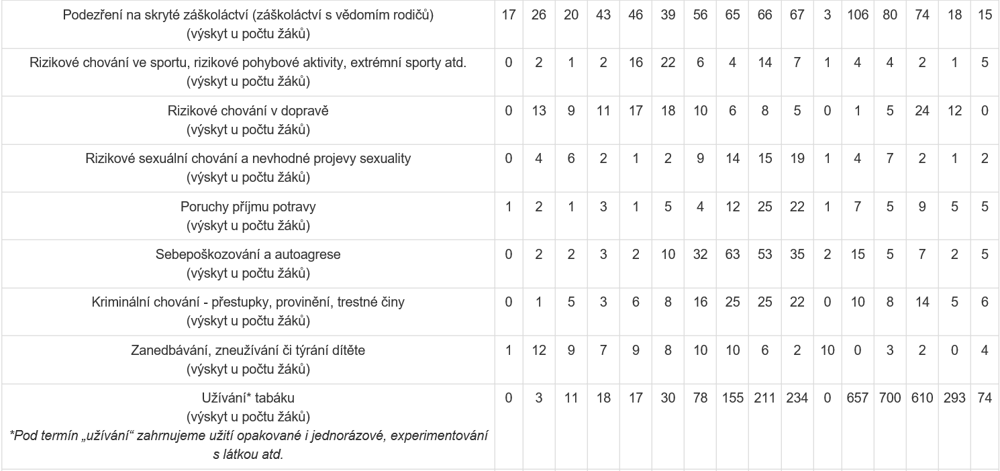 Podezření na skryté záškoláctví (záškoláctví s vědomím rodičů) 17 26 20 43 46 39 56 65 66 67 3 106 80 74 18 15
(výskyt u počtu žáků)
Rizikové chování ve sportu, rizikové pohybové aktivity, extrémní sporty atd. 0 2 1 2 16 22 6 4 14 7 1 4 4 2 1 5
(výskyt u počtu žáků)
Rizikové chování v dopravě 0 13 9 11 17 18 10 6 8 5 0 1 5 24 12 0
(výskyt u počtu žáků)
Rizikové sexuální chování a nevhodné projevy sexuality 0 4 6 2 1 2 9 14 15 19 1 4 7 2 1 2
(výskyt u počtu žáků)
Poruchy příjmu potravy 1 2 1 3 1 5 4 12 25 22 1 7 5 9 5 5
(výskyt u počtu žáků)
Sebepoškozování a autoagrese 0 2 2 3 2 10 32 63 53 35 2 15 5 7 2 5
(výskyt u počtu žáků)
Kriminální chování - přestupky, provinění, trestné činy 0 1 5 3 6 8 16 25 25 22 0 10 8 14 5 6
(výskyt u počtu žáků)
Zanedbávání, zneužívání či týrání dítěte 1 12 9 7 9 8 10 10 6 2 10 0 3 2 0 4
(výskyt u počtu žáků)
Užívání* tabáku 0 3 11 18 17 30 78 155 211 234 0 657 700 610 293 74
(výskyt u počtu žáků)
*Pod termín „užívání“ zahrnujeme užití opakované i jednorázové, experimentování
s látkou atd.